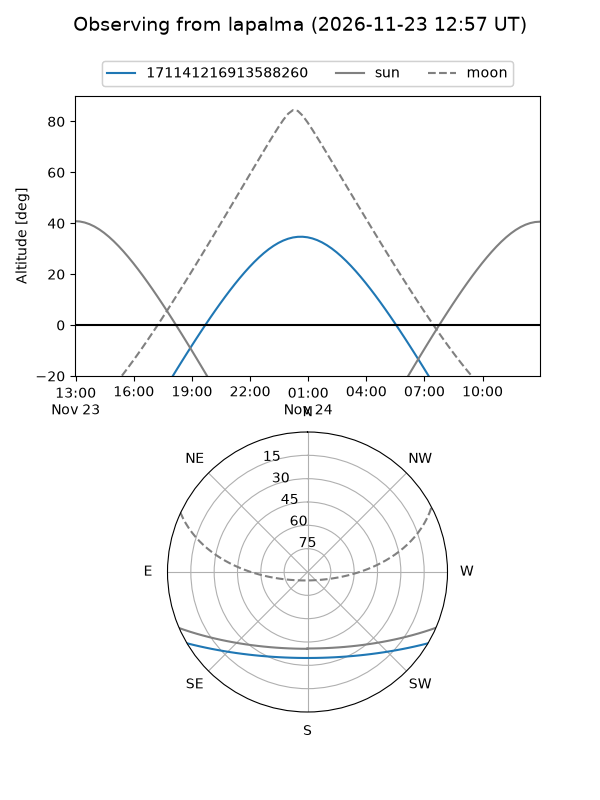 Observing from lapalma (2026-11-23 12:57 UT)
171141216913588260 sun moon
Altitude [deg]
80
60
40
20
0
−20
13:00 16:00 19:00 22:00 01:00 04:00 07:00 10:00
Nov 23 Nov 24
N
NE NW
15
30
45
60
75
E W
SE SW
S